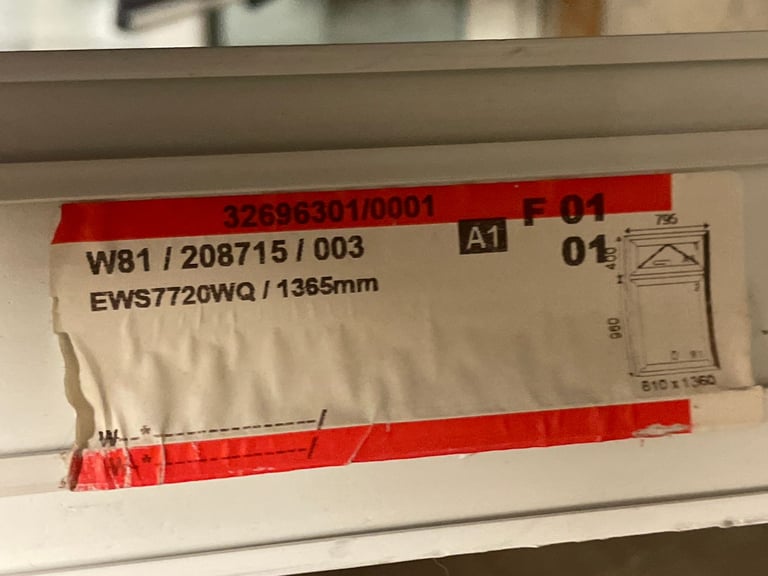 32696301/0001
A1
F 01
01
W81 / 208715 / 003
EWS7720WQ / 1365mm
795
400
960
810 x 1360
W--*--------------------/
W--*--------------------/